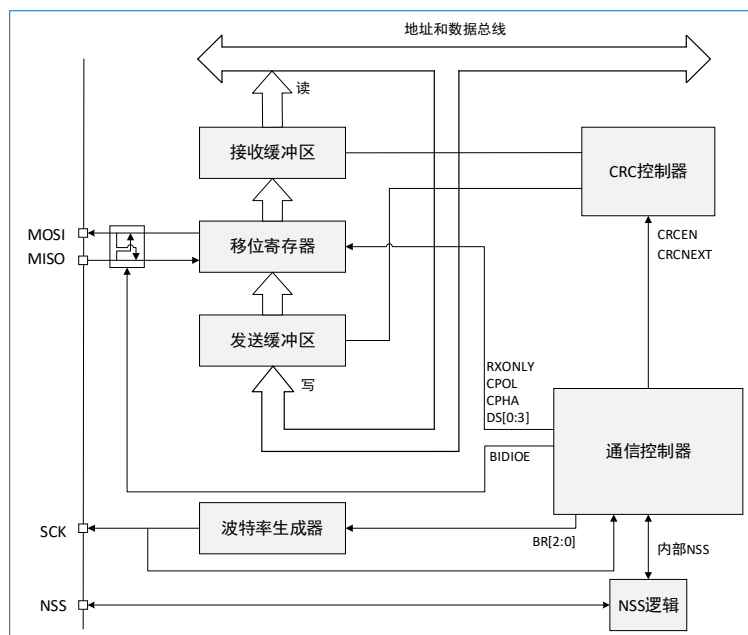 地址和数据总线
读
接收缓冲区
CRC控制器
MOSI
移位寄存器
MISO
CRCEN
CRCNEXT
发送缓冲区
写
RXONLY
CPOL
CPHA
DS[0:3]
通信控制器
BIDIOE
SCK
波特率生成器
BR[2:0]
内部NSS
NSS
NSS逻辑